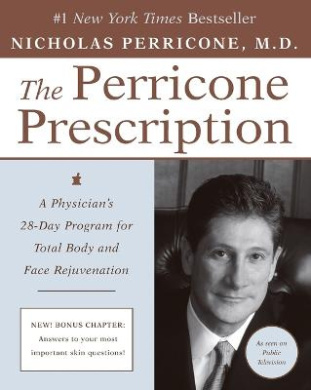 #1 New York Times Bestseller
NICHOLAS PERRICONE, M.D.
The Perricone
Prescription
A Physician's
28-Day Program for
Total Body and
Face Rejuvenation
NEW! BONUS CHAPTER:
Answers to your most
important skin questions!
As seen on
Public
Television